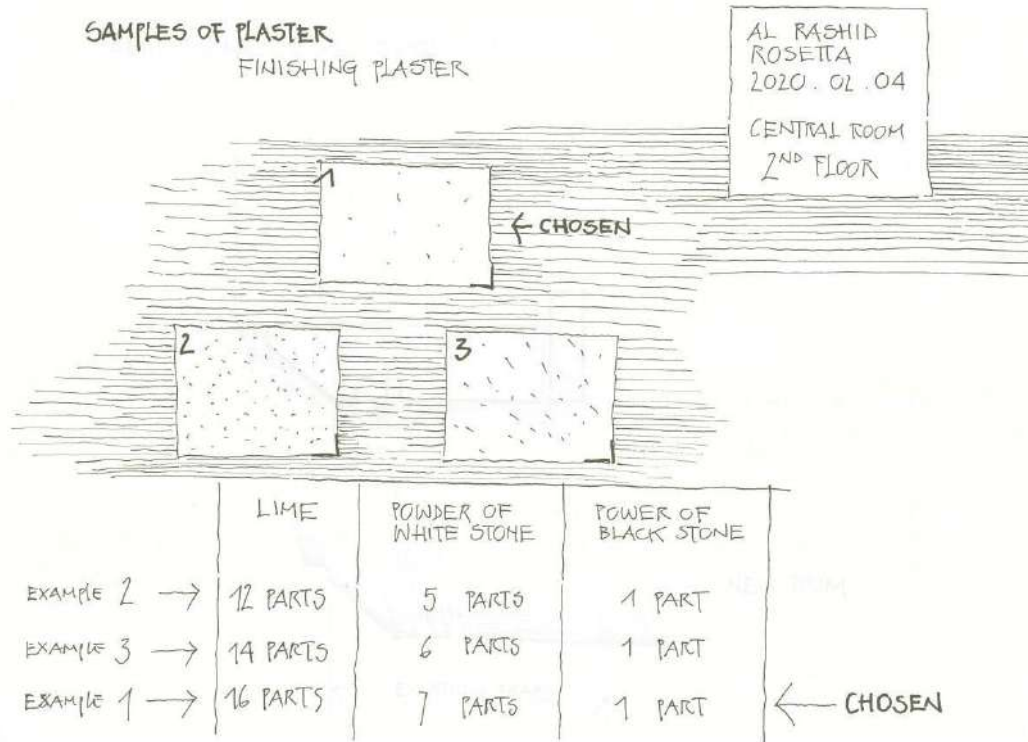 SAMPLES OF PLASTER
FINISHING PLASTER
AL RASHID
ROSETTA
2020.02.04
CENTRAL ROOM
2ND FLOOR
1
← CHOSEN
2
3
LIME
POWDER OF
WHITE STONE
POWER OF
BLACK STONE
EXAMPLE 2 → 12 PARTS 5 PARTS 1 PART
EXAMPLE 3 → 14 PARTS 6 PARTS 1 PART
EXAMPLE 1 → 16 PARTS 7 PARTS 1 PART ← CHOSEN